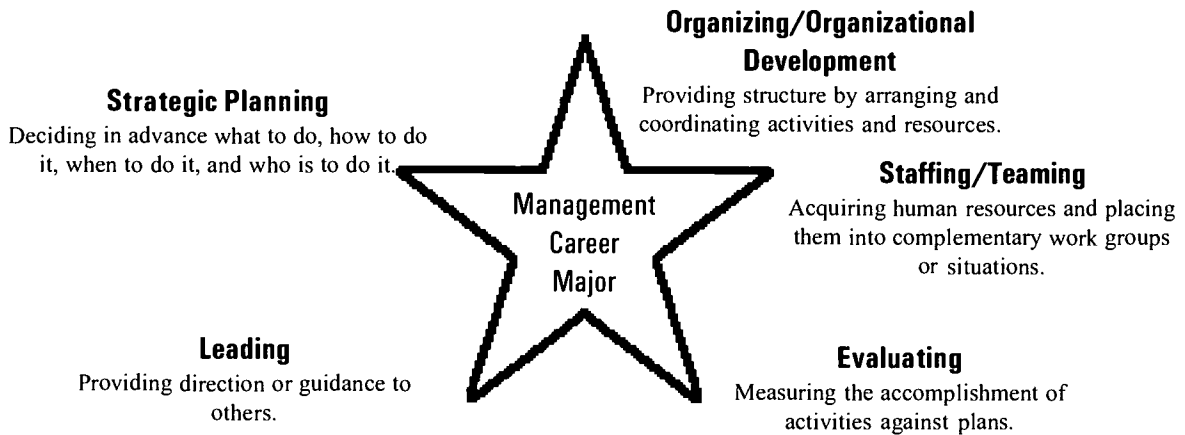 Organizing/Organizational
Development
Providing structure by arranging and
coordinating activities and resources.
Strategic Planning
Deciding in advance what to do, how to do
it, when to do it, and who is to do it.
Staffing/Teaming
Acquiring human resources and placing
them into complementary work groups
or situations.
Management
Career
Major
Leading
Providing direction or guidance to
others.
Evaluating
Measuring the accomplishment of
activities against plans.